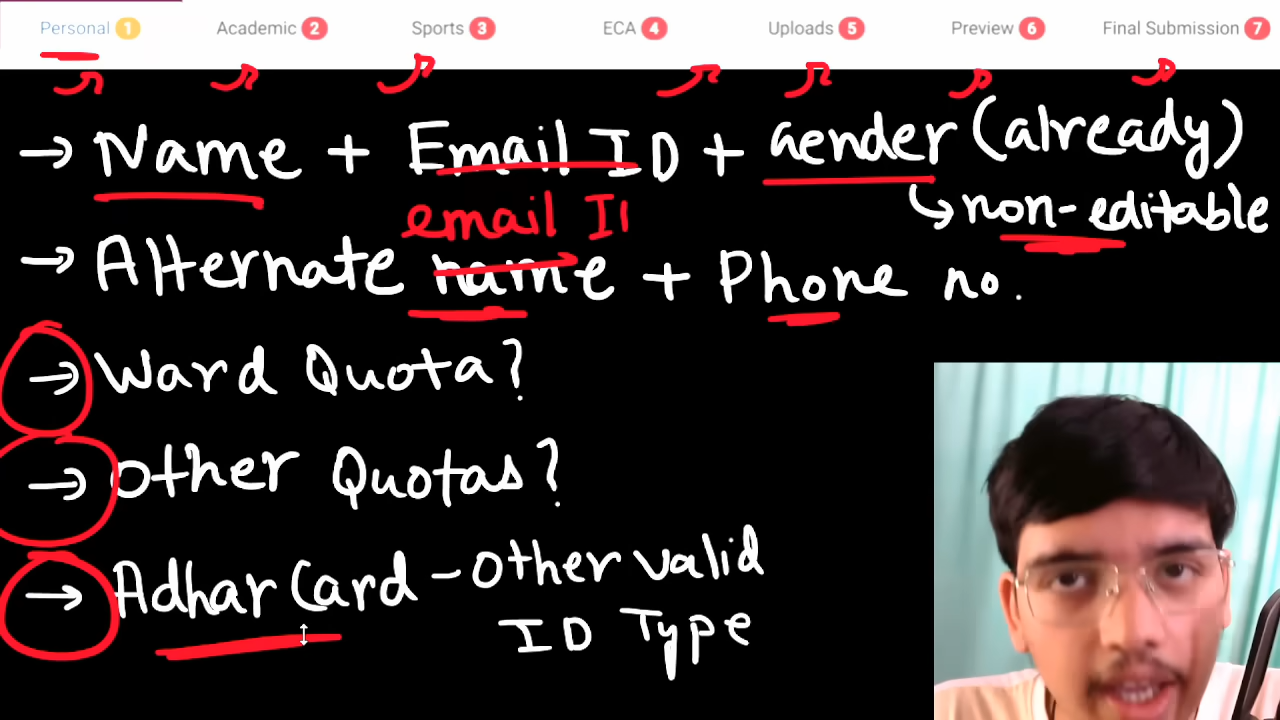 Personal 1 Academic 2 Sports 3 ECA 4 Uploads 5 Preview 6 Final Submission 7
→ Name + Email ID + Gender (already)
↳ non-editable
email ID
→ Alternate name + Phone no.
→ Ward Quota?
→ Other Quotas?
→ Adhar Card - Other valid
ID Type